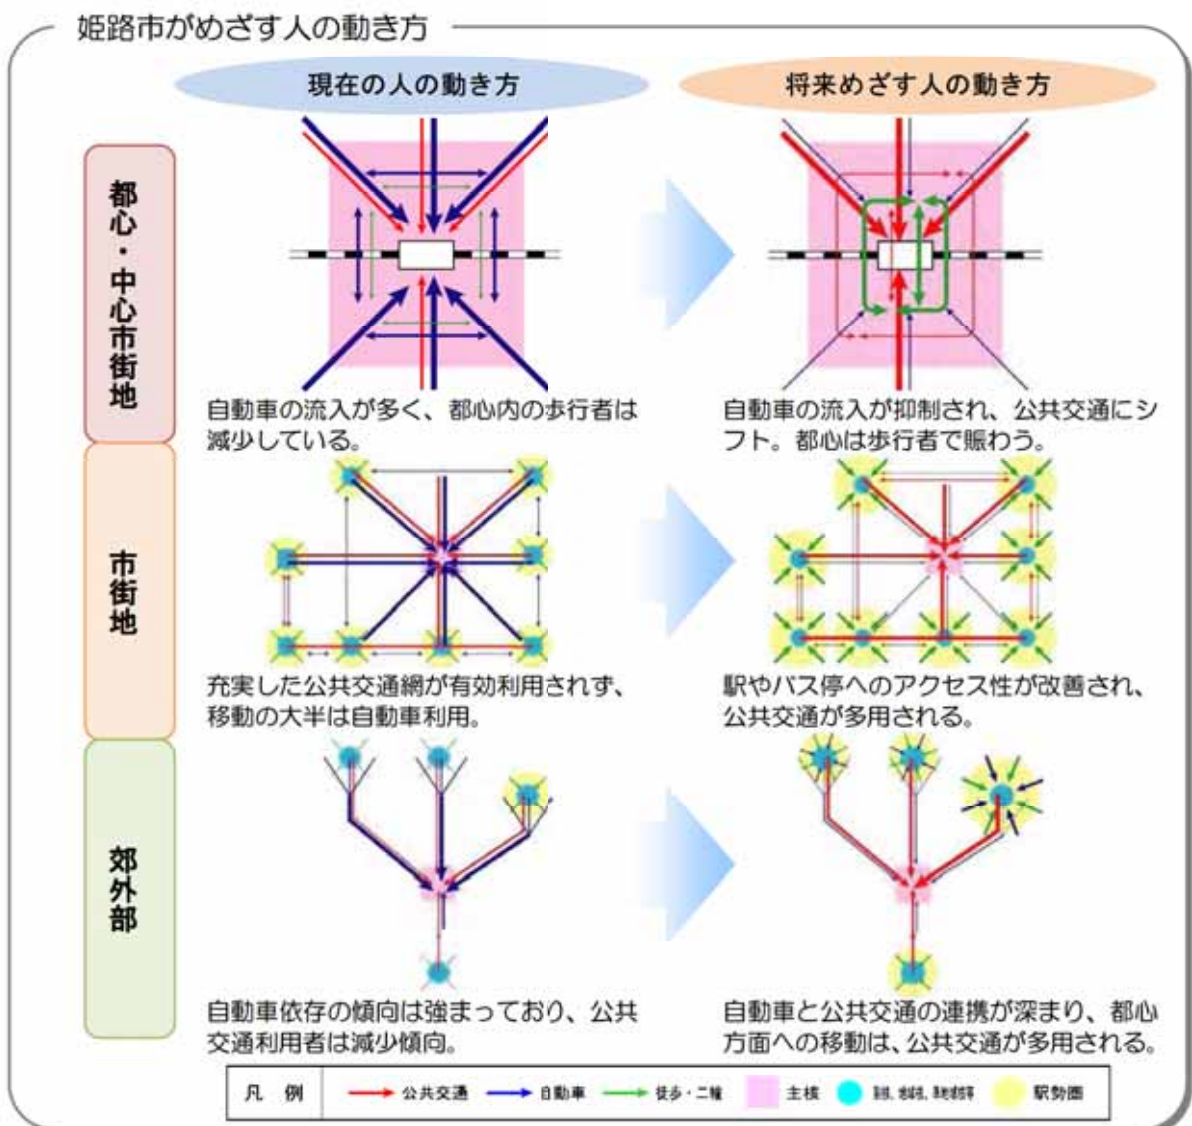 姫路市がめざす人の動き方
現在の人の動き方
将来めざす人の動き方
都心・中心市街地
自動車の流入が多く、都心内の歩行者は
減少している。
自動車の流入が抑制され、公共交通にシ
フト。都心は歩行者で賑わう。
市街地
充実した公共交通網が有効利用されず、
移動の大半は自動車利用。
駅やバス停へのアクセス性が改善され、
公共交通が多用される。
郊外部
自動車依存の傾向は強まっており、公共
交通利用者は減少傾向。
自動車と公共交通の連携が深まり、都心
方面への移動は、公共交通が多用される。
凡 例 公共交通 自動車 徒歩・二輪 主核 駅勢圏